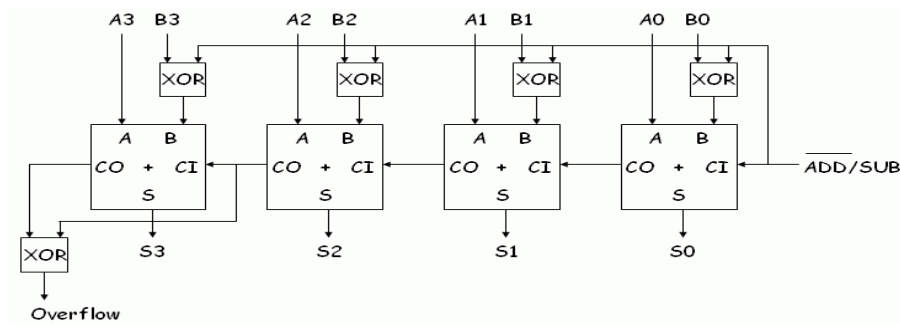 A3 B3 A2 B2 A1 B1 A0 B0
XOR XOR XOR XOR
A B A B A B A B
CO + CI CO + CI CO + CI CO + CI ADD/SUB
S S S S
XOR S3 S2 S1 S0
Overflow